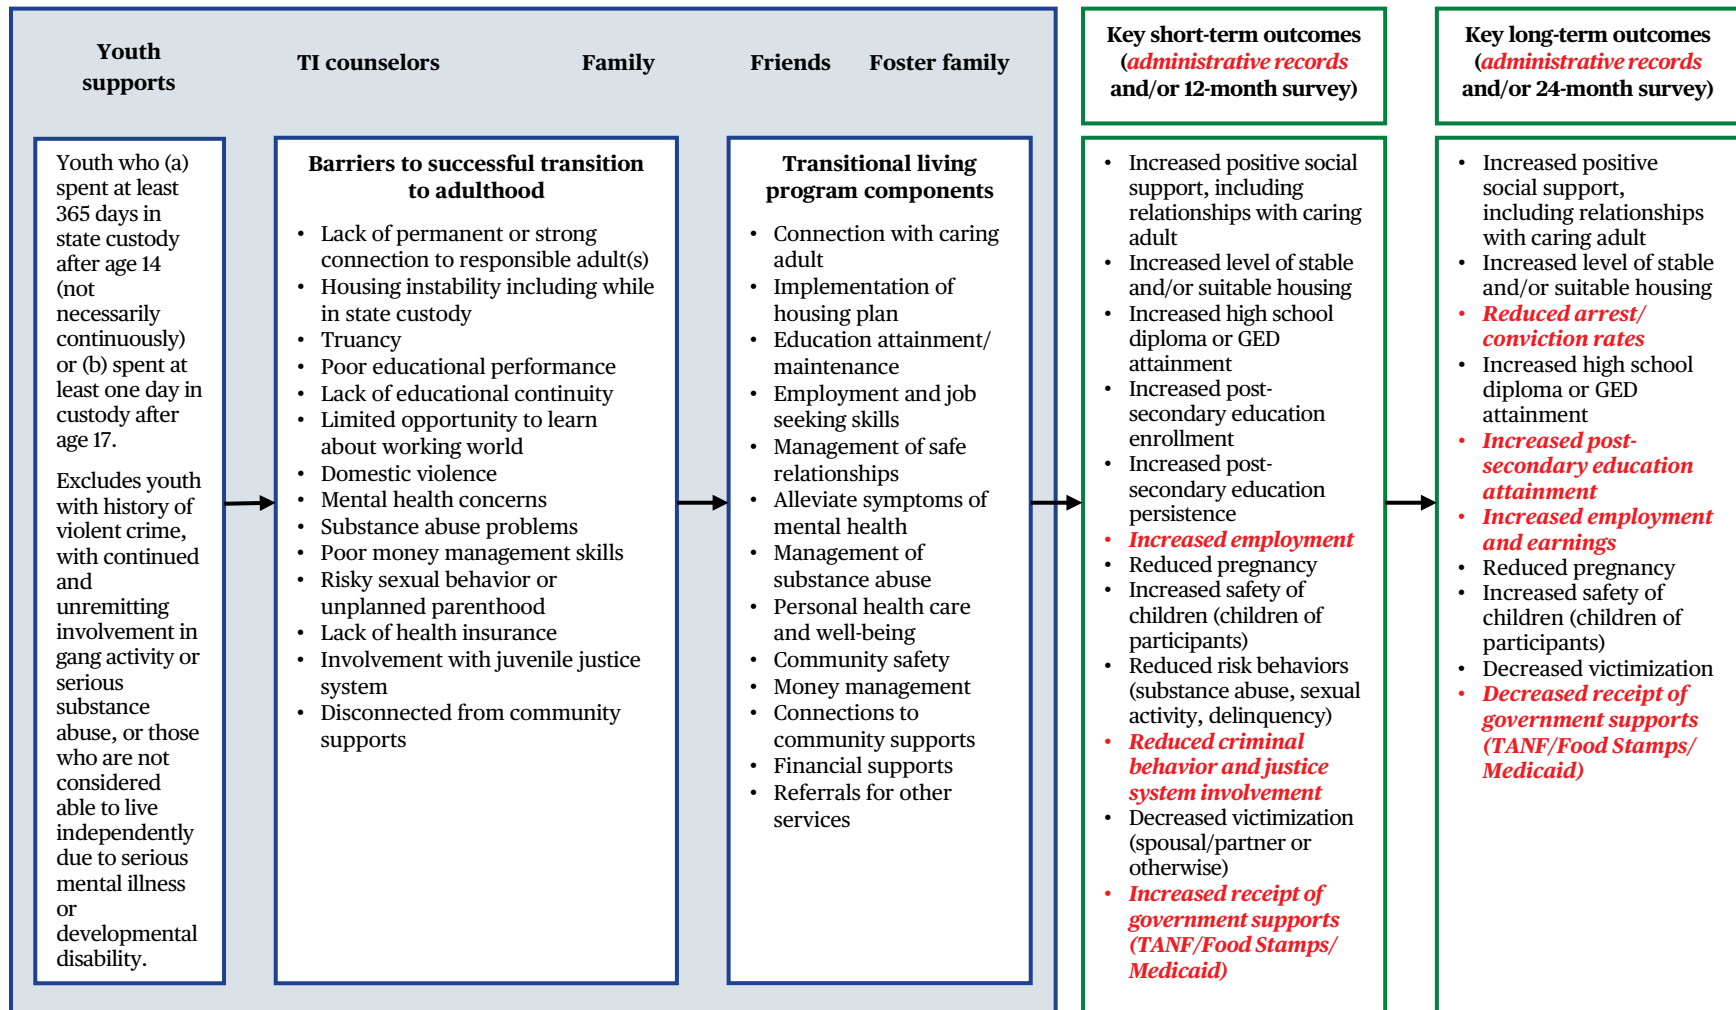 Youth
supports
TI counselors
Family
Friends
Foster family
Key short-term outcomes
(administrative records
and/or 12-month survey)
Key long-term outcomes
(administrative records
and/or 24-month survey)
Youth who (a)
spent at least
365 days in
state custody
after age 14
(not
necessarily
continuously)
or (b) spent at
least one day in
custody after
age 17.
Excludes youth
with history of
violent crime,
with continued
and
unremitting
involvement in
gang activity or
serious
substance
abuse, or those
who are not
considered
able to live
independently
due to serious
mental illness
or
developmental
disability.
Barriers to successful transition
to adulthood
• Lack of permanent or strong
connection to responsible adult(s)
• Housing instability including while
in state custody
• Truancy
• Poor educational performance
• Lack of educational continuity
• Limited opportunity to learn
about working world
• Domestic violence
• Mental health concerns
• Substance abuse problems
• Poor money management skills
• Risky sexual behavior or
unplanned parenthood
• Lack of health insurance
• Involvement with juvenile justice
system
• Disconnected from community
supports
Transitional living
program components
• Connection with caring
adult
• Implementation of
housing plan
• Education attainment/
maintenance
• Employment and job
seeking skills
• Management of safe
relationships
• Alleviate symptoms of
mental health
• Management of
substance abuse
• Personal health care
and well-being
• Community safety
• Money management
• Connections to
community supports
• Financial supports
• Referrals for other
services
• Increased positive social
support, including
relationships with caring
adult
• Increased level of stable
and/or suitable housing
• Increased high school
diploma or GED
attainment
• Increased post-
secondary education
enrollment
• Increased post-
secondary education
persistence
• Increased employment
• Reduced pregnancy
• Increased safety of
children (children of
participants)
• Reduced risk behaviors
(substance abuse, sexual
activity, delinquency)
• Reduced criminal
behavior and justice
system involvement
• Decreased victimization
(spousal/partner or
otherwise)
• Increased receipt of
government supports
(TANF/Food Stamps/
Medicaid)
• Increased positive
social support,
including relationships
with caring adult
• Increased level of stable
and/or suitable housing
• Reduced arrest/
conviction rates
• Increased high school
diploma or GED
attainment
• Increased post-
secondary education
attainment
• Increased employment
and earnings
• Reduced pregnancy
• Increased safety of
children (children of
participants)
• Decreased victimization
• Decreased receipt of
government supports
(TANF/Food Stamps/
Medicaid)